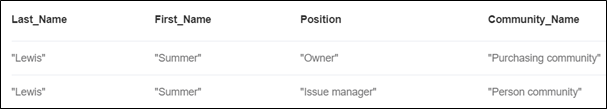 Last_Name First_Name Position Community_Name
"Lewis" "Summer" "Owner" "Purchasing community"
"Lewis" "Summer" "Issue manager" "Person community"